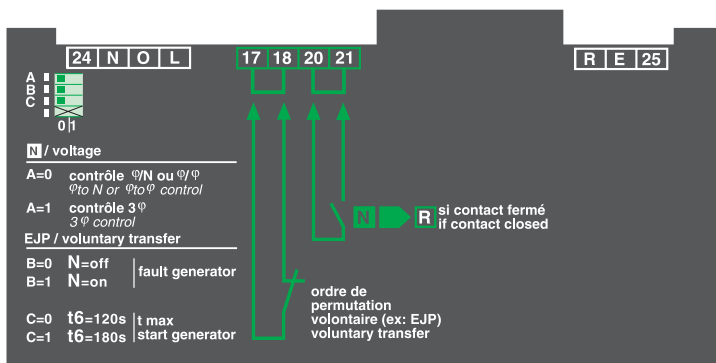 24 N O L
17 18 20 21
R E 25
A
B
C
0|1
N / voltage
A=0 contrôle φ/N ou φ/φ
φto N or φto φ control
A=1 contrôle 3φ
3φ control
EJP / voluntary transfer
B=0 N=off
B=1 N=on
fault generator
C=0 t6=120s
C=1 t6=180s
t max
start generator
N R
si contact fermé
if contact closed
ordre de
permutation
volontaire (ex: EJP)
voluntary transfer